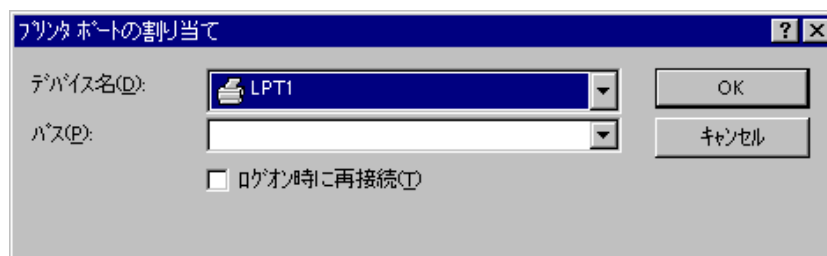 プリンタ ポートの割り当て
デバイス名(D):
LPT1
OK
パス(P):
キャンセル
ログオン時に再接続(T)